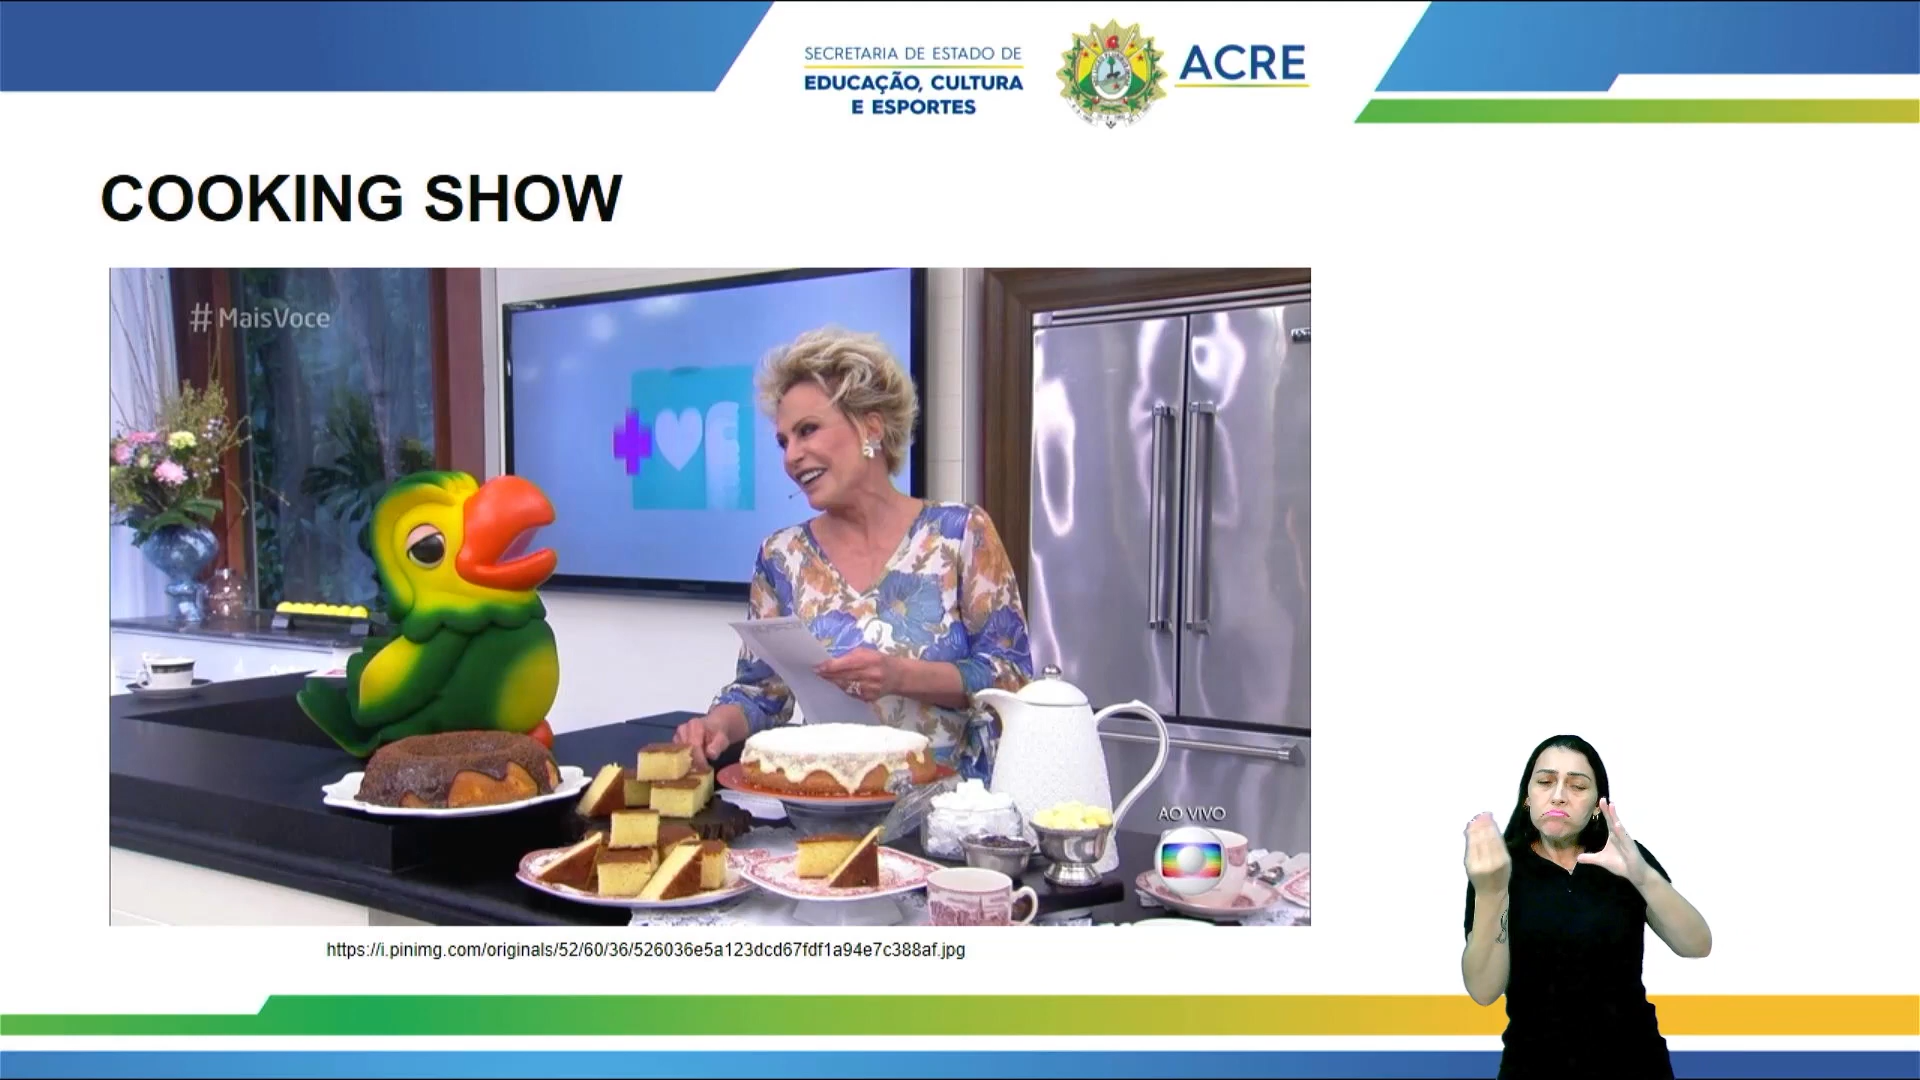 SECRETARIA DE ESTADO DE
EDUCAÇÃO, CULTURA
E ESPORTES
ACRE
COOKING SHOW
#MaisVoce
AO VIVO
https://i.pinimg.com/originals/52/60/36/526036e5a123dcd67fdf1a94e7c388af.jpg